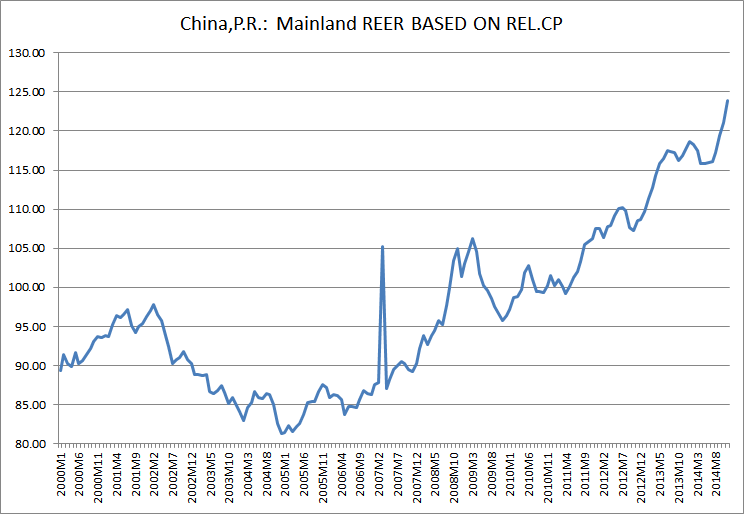 China,P.R.: Mainland REER BASED ON REL.CP
130.00
125.00
120.00
115.00
110.00
105.00
100.00
95.00
90.00
85.00
80.00
2000M1
2000M6
2000M11
2001M4
2001M9
2002M2
2002M7
2002M12
2003M5
2003M10
2004M3
2004M8
2005M1
2005M6
2005M11
2006M4
2006M9
2007M2
2007M7
2007M12
2008M5
2008M10
2009M3
2009M8
2010M1
2010M6
2010M11
2011M4
2011M9
2012M2
2012M7
2012M12
2013M5
2013M10
2014M3
2014M8